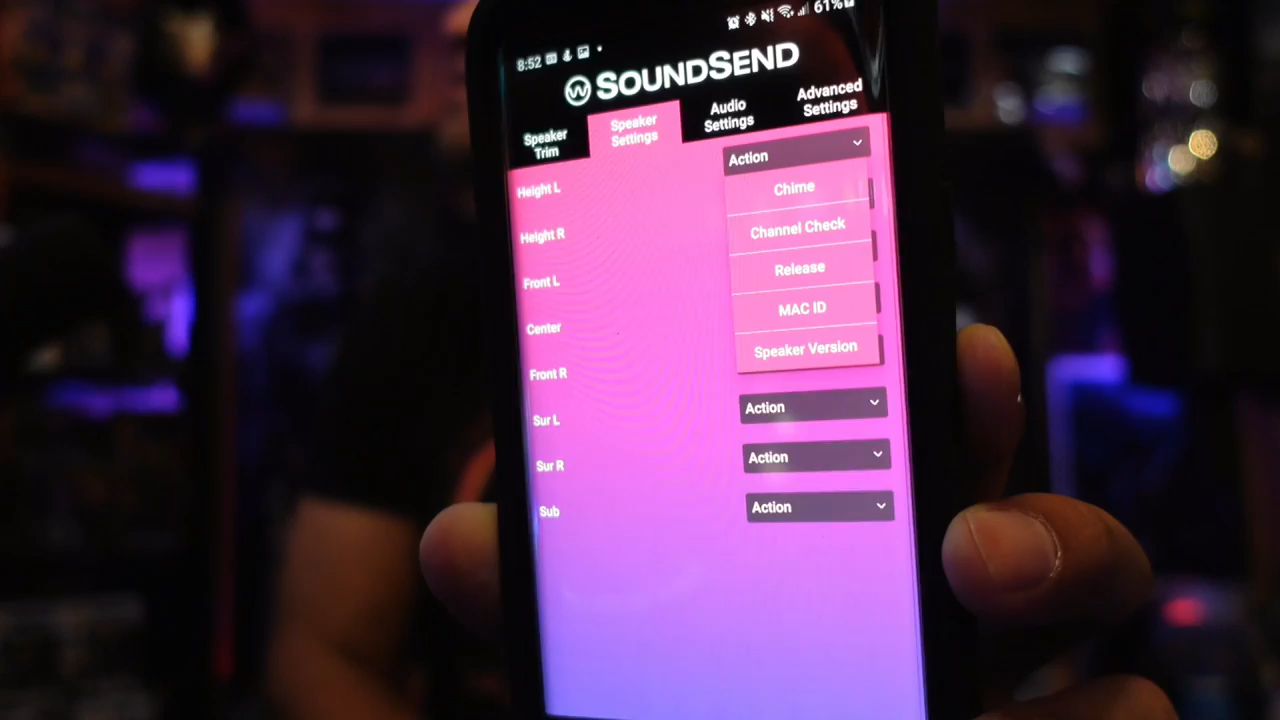 8:52
61%
SOUNDSEND
Speaker
Trim
Speaker
Settings
Audio
Settings
Advanced
Settings
Height L
Action
Chime
Height R
Channel Check
Front L
Release
Center
MAC ID
Front R
Speaker Version
Sur L
Action
Sur R
Action
Sub
Action